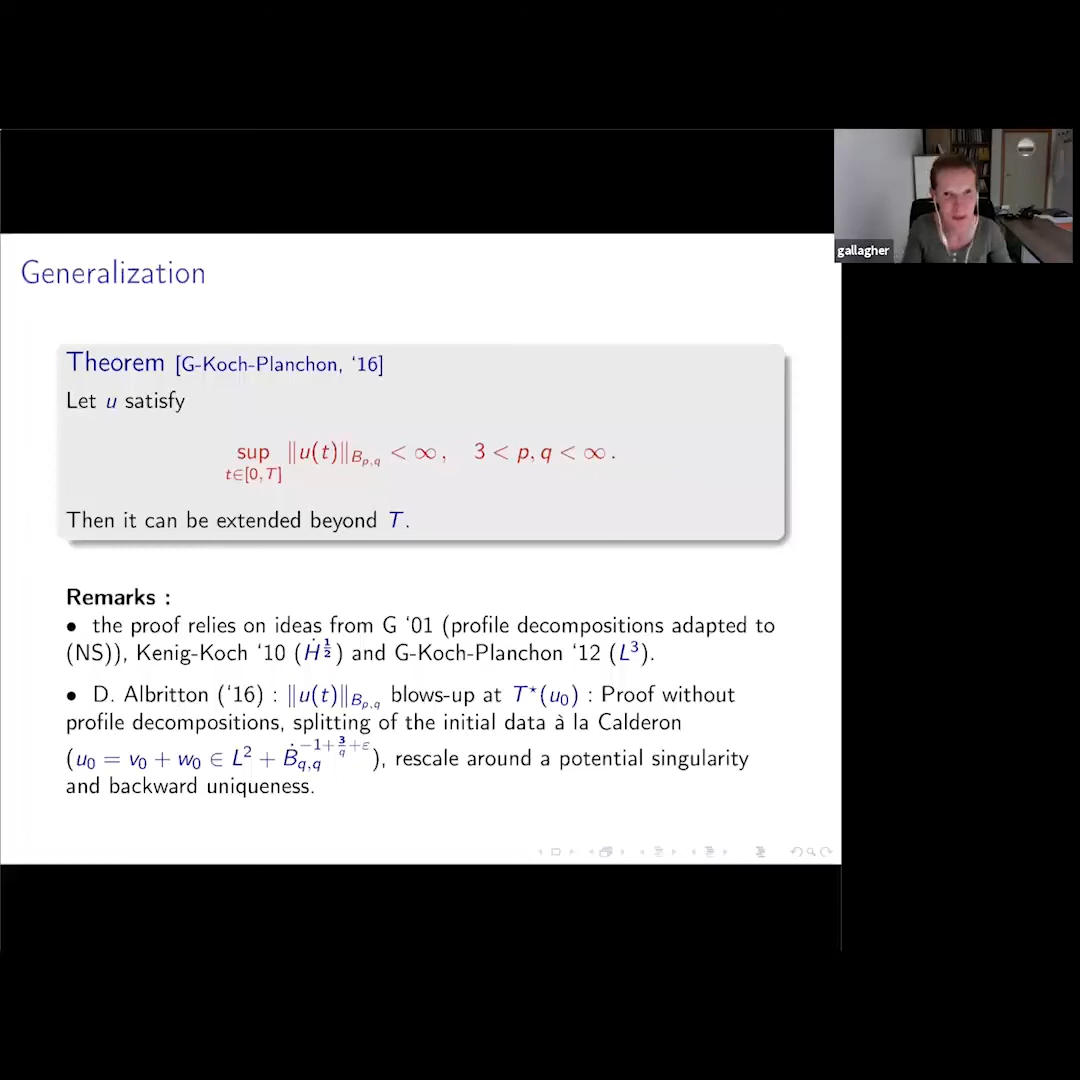 gallagher
Generalization
Theorem [G-Koch-Planchon, ‘16]
Let u satisfy
sup t∈[0,T] ‖u(t)‖_{B_{p,q}} < ∞ , 3 < p, q < ∞ .
Then it can be extended beyond T.
Remarks :
• the proof relies on ideas from G ‘01 (profile decompositions adapted to
(NS)), Kenig-Koch ‘10 (Ḣ^{1/2}) and G-Koch-Planchon ‘12 (L³).
• D. Albritton (‘16) : ‖u(t)‖_{B_{p,q}} blows-up at T*(u₀) : Proof without
profile decompositions, splitting of the initial data à la Calderon
(u₀ = v₀ + w₀ ∈ L² + Ḃ_{q,q}^{-1+3/q+ε}), rescale around a potential singularity
and backward uniqueness.